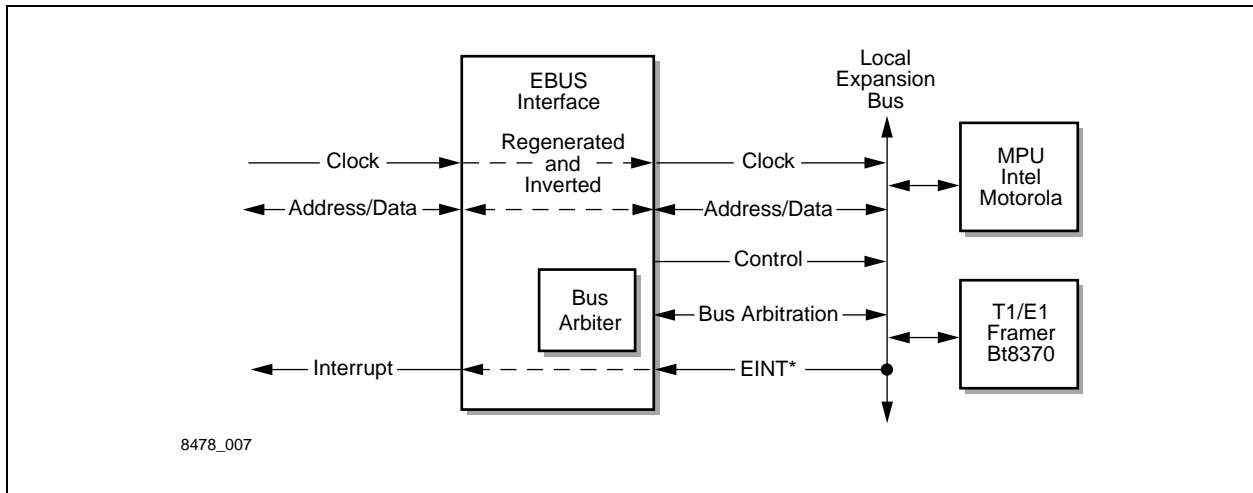 EBUS
Interface
Local
Expansion
Bus
Regenerated
and
Inverted
Clock
Clock
MPU
Intel
Motorola
Address/Data
Address/Data
Control
Bus
Arbiter
Bus Arbitration
T1/E1
Framer
Bt8370
Interrupt
EINT*
8478_007